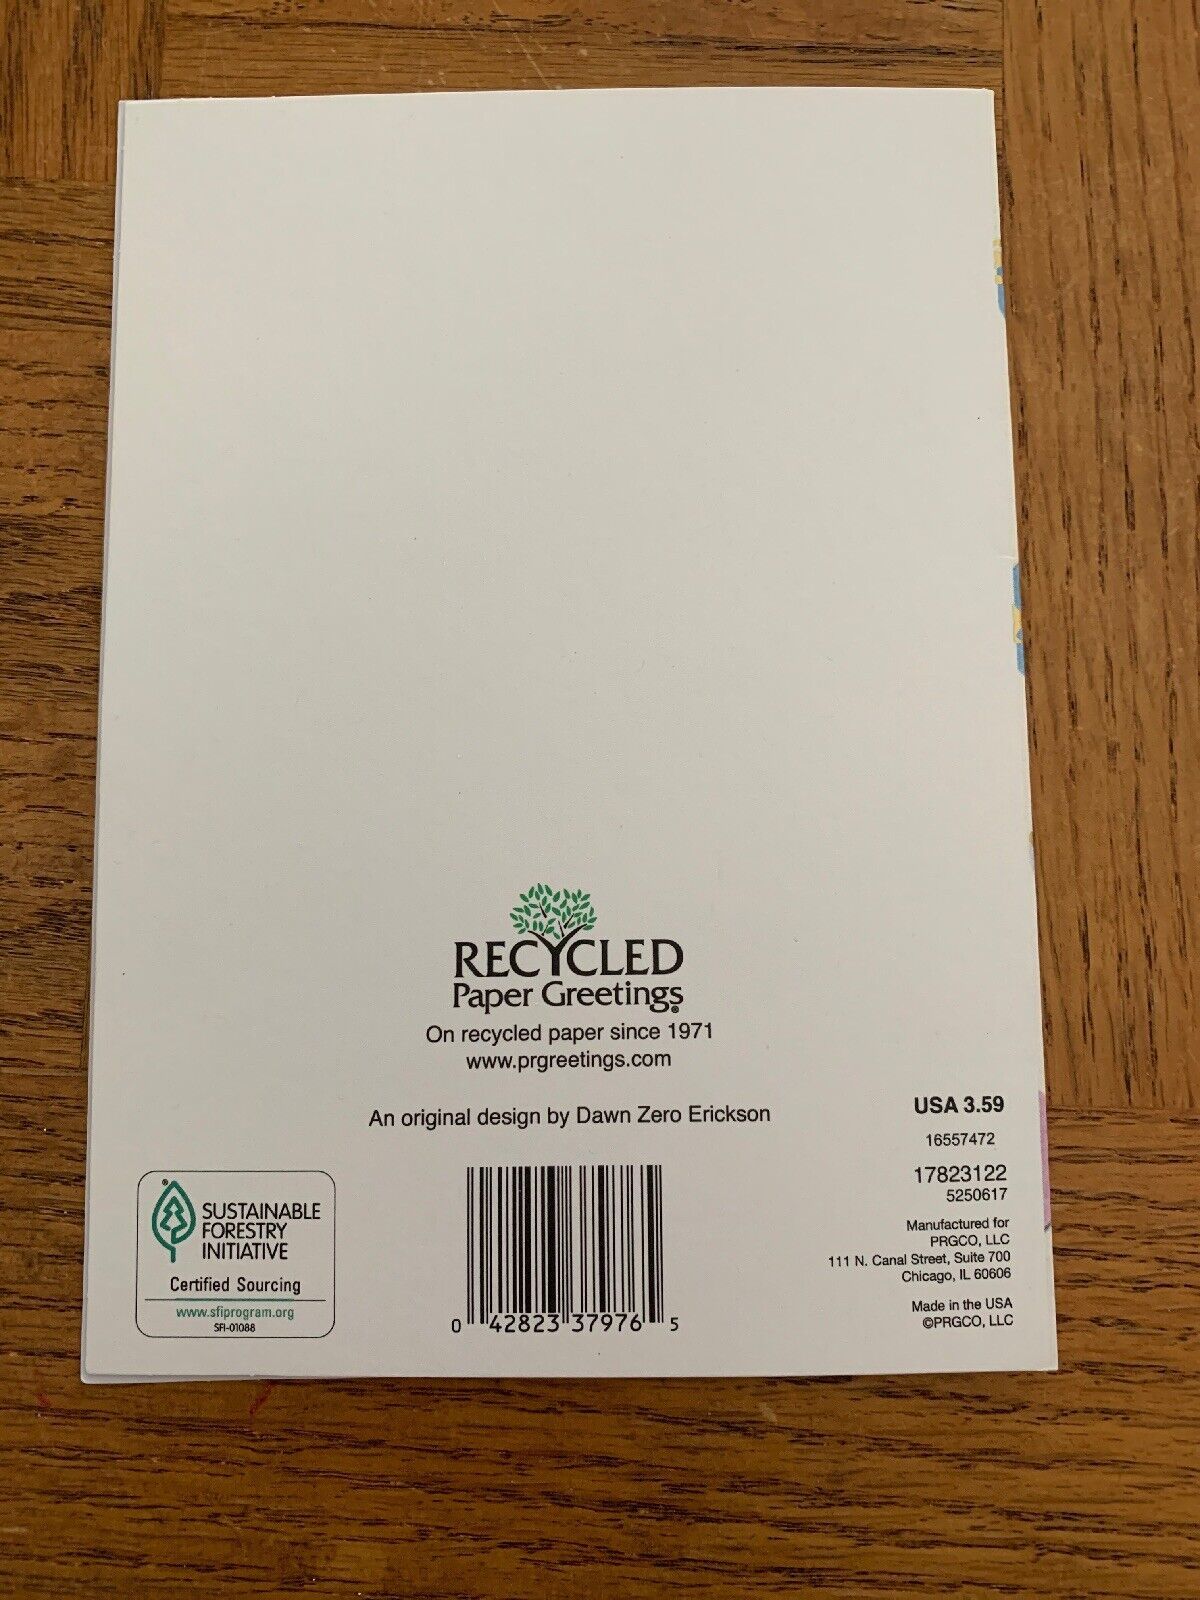 RECYCLED
Paper Greetings®
On recycled paper since 1971
www.prgreetings.com
An original design by Dawn Zero Erickson
USA 3.59
16557472
17823122
5250617
Manufactured for
PRGCO, LLC
111 N. Canal Street, Suite 700
Chicago, IL 60606
Made in the USA
©PRGCO, LLC
®
SUSTAINABLE
FORESTRY
INITIATIVE
Certified Sourcing
www.sfiprogram.org
SFI-01088
0 42823 37976 5